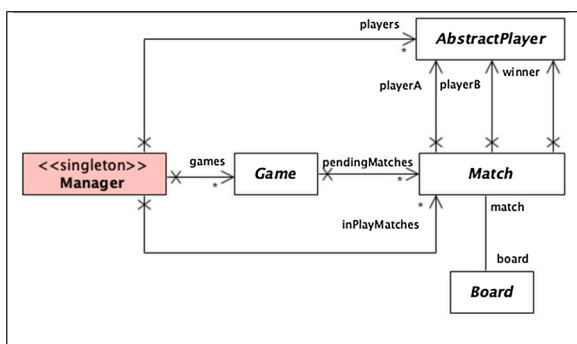 players
*
AbstractPlayer
playerA
playerB
winner
<<singleton>>
Manager
games
*
Game
pendingMatches
*
Match
*
inPlayMatches
match
board
Board